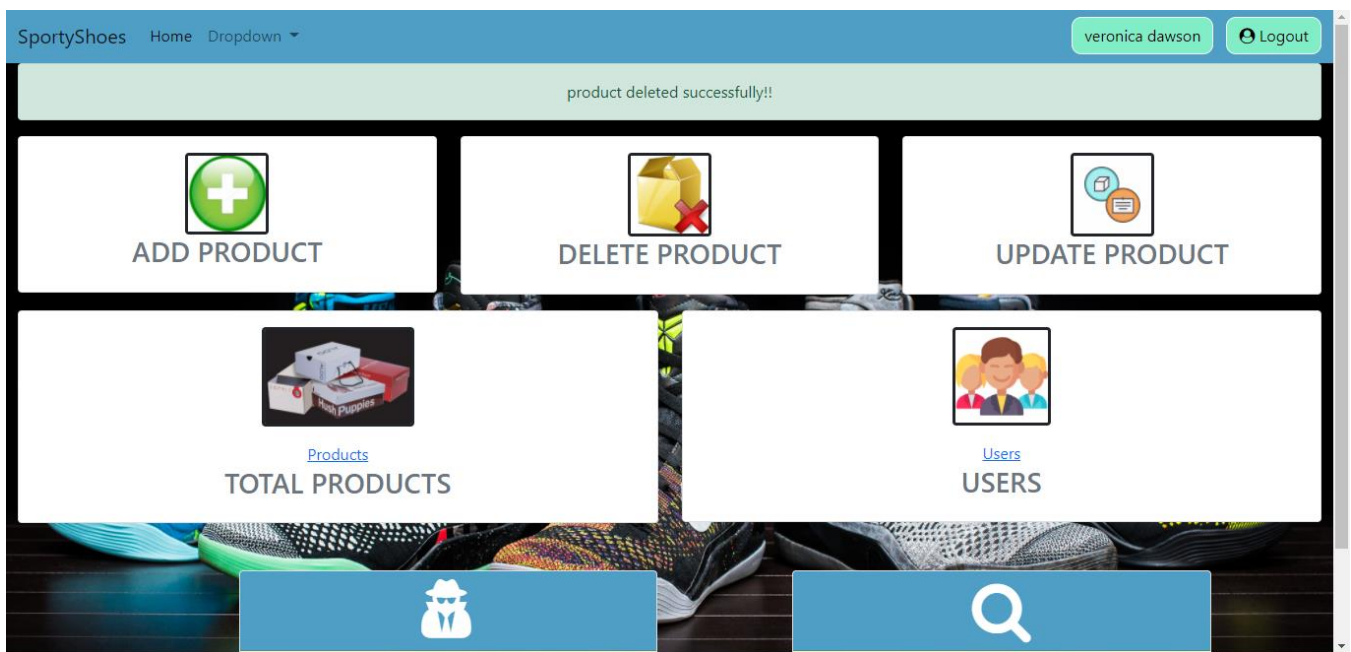 SportyShoes Home Dropdown veronica dawson Logout
product deleted successfully!!
ADD PRODUCT DELETE PRODUCT UPDATE PRODUCT
Hush Puppies
Products Users
TOTAL PRODUCTS USERS